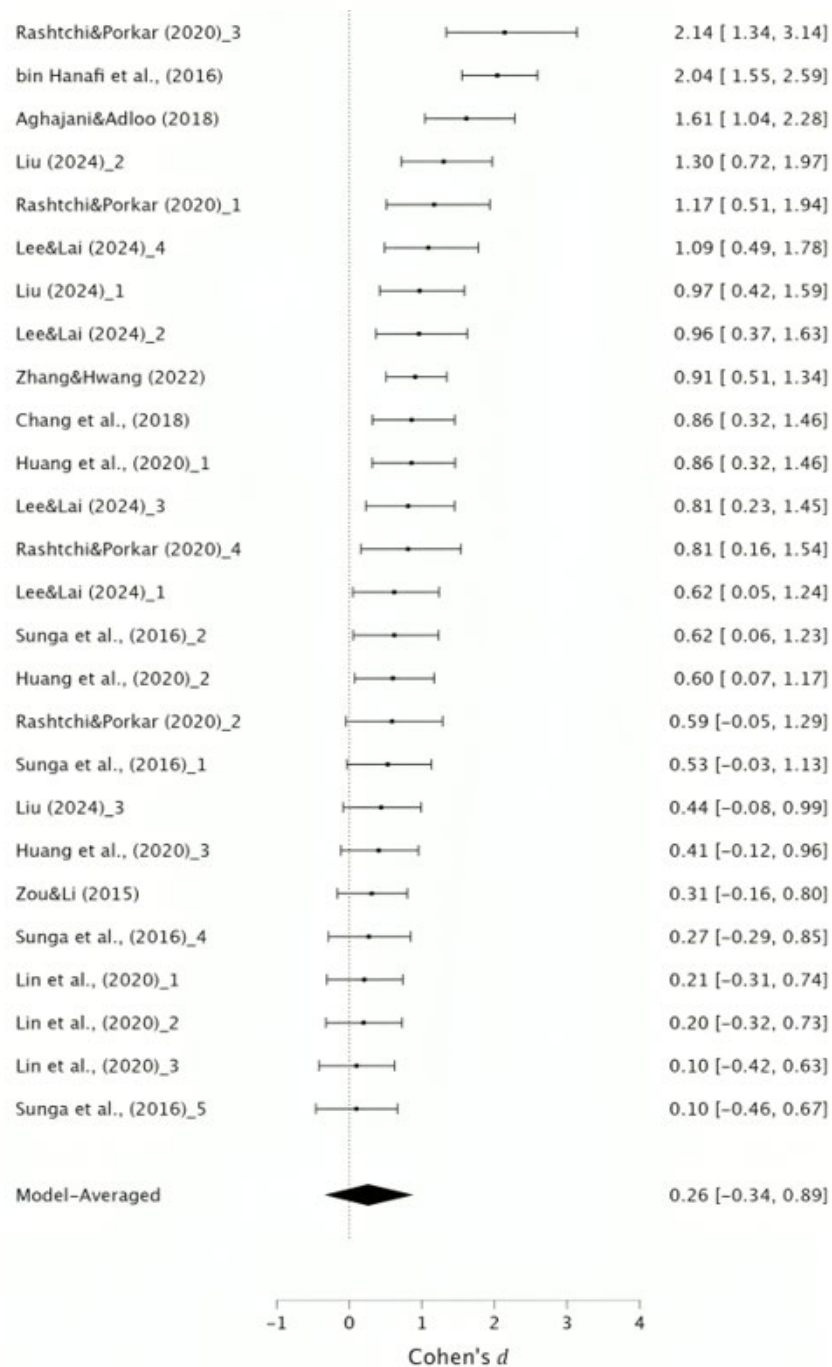 Rashtchi&Porkar (2020)_3 2.14 [ 1.34, 3.14]
bin Hanafi et al., (2016) 2.04 [ 1.55, 2.59]
Aghajani&Adloo (2018) 1.61 [ 1.04, 2.28]
Liu (2024)_2 1.30 [ 0.72, 1.97]
Rashtchi&Porkar (2020)_1 1.17 [ 0.51, 1.94]
Lee&Lai (2024)_4 1.09 [ 0.49, 1.78]
Liu (2024)_1 0.97 [ 0.42, 1.59]
Lee&Lai (2024)_2 0.96 [ 0.37, 1.63]
Zhang&Hwang (2022) 0.91 [ 0.51, 1.34]
Chang et al., (2018) 0.86 [ 0.32, 1.46]
Huang et al., (2020)_1 0.86 [ 0.32, 1.46]
Lee&Lai (2024)_3 0.81 [ 0.23, 1.45]
Rashtchi&Porkar (2020)_4 0.81 [ 0.16, 1.54]
Lee&Lai (2024)_1 0.62 [ 0.05, 1.24]
Sunga et al., (2016)_2 0.62 [ 0.06, 1.23]
Huang et al., (2020)_2 0.60 [ 0.07, 1.17]
Rashtchi&Porkar (2020)_2 0.59 [−0.05, 1.29]
Sunga et al., (2016)_1 0.53 [−0.03, 1.13]
Liu (2024)_3 0.44 [−0.08, 0.99]
Huang et al., (2020)_3 0.41 [−0.12, 0.96]
Zou&Li (2015) 0.31 [−0.16, 0.80]
Sunga et al., (2016)_4 0.27 [−0.29, 0.85]
Lin et al., (2020)_1 0.21 [−0.31, 0.74]
Lin et al., (2020)_2 0.20 [−0.32, 0.73]
Lin et al., (2020)_3 0.10 [−0.42, 0.63]
Sunga et al., (2016)_5 0.10 [−0.46, 0.67]
Model−Averaged 0.26 [−0.34, 0.89]
−1 0 1 2 3 4
Cohen's d